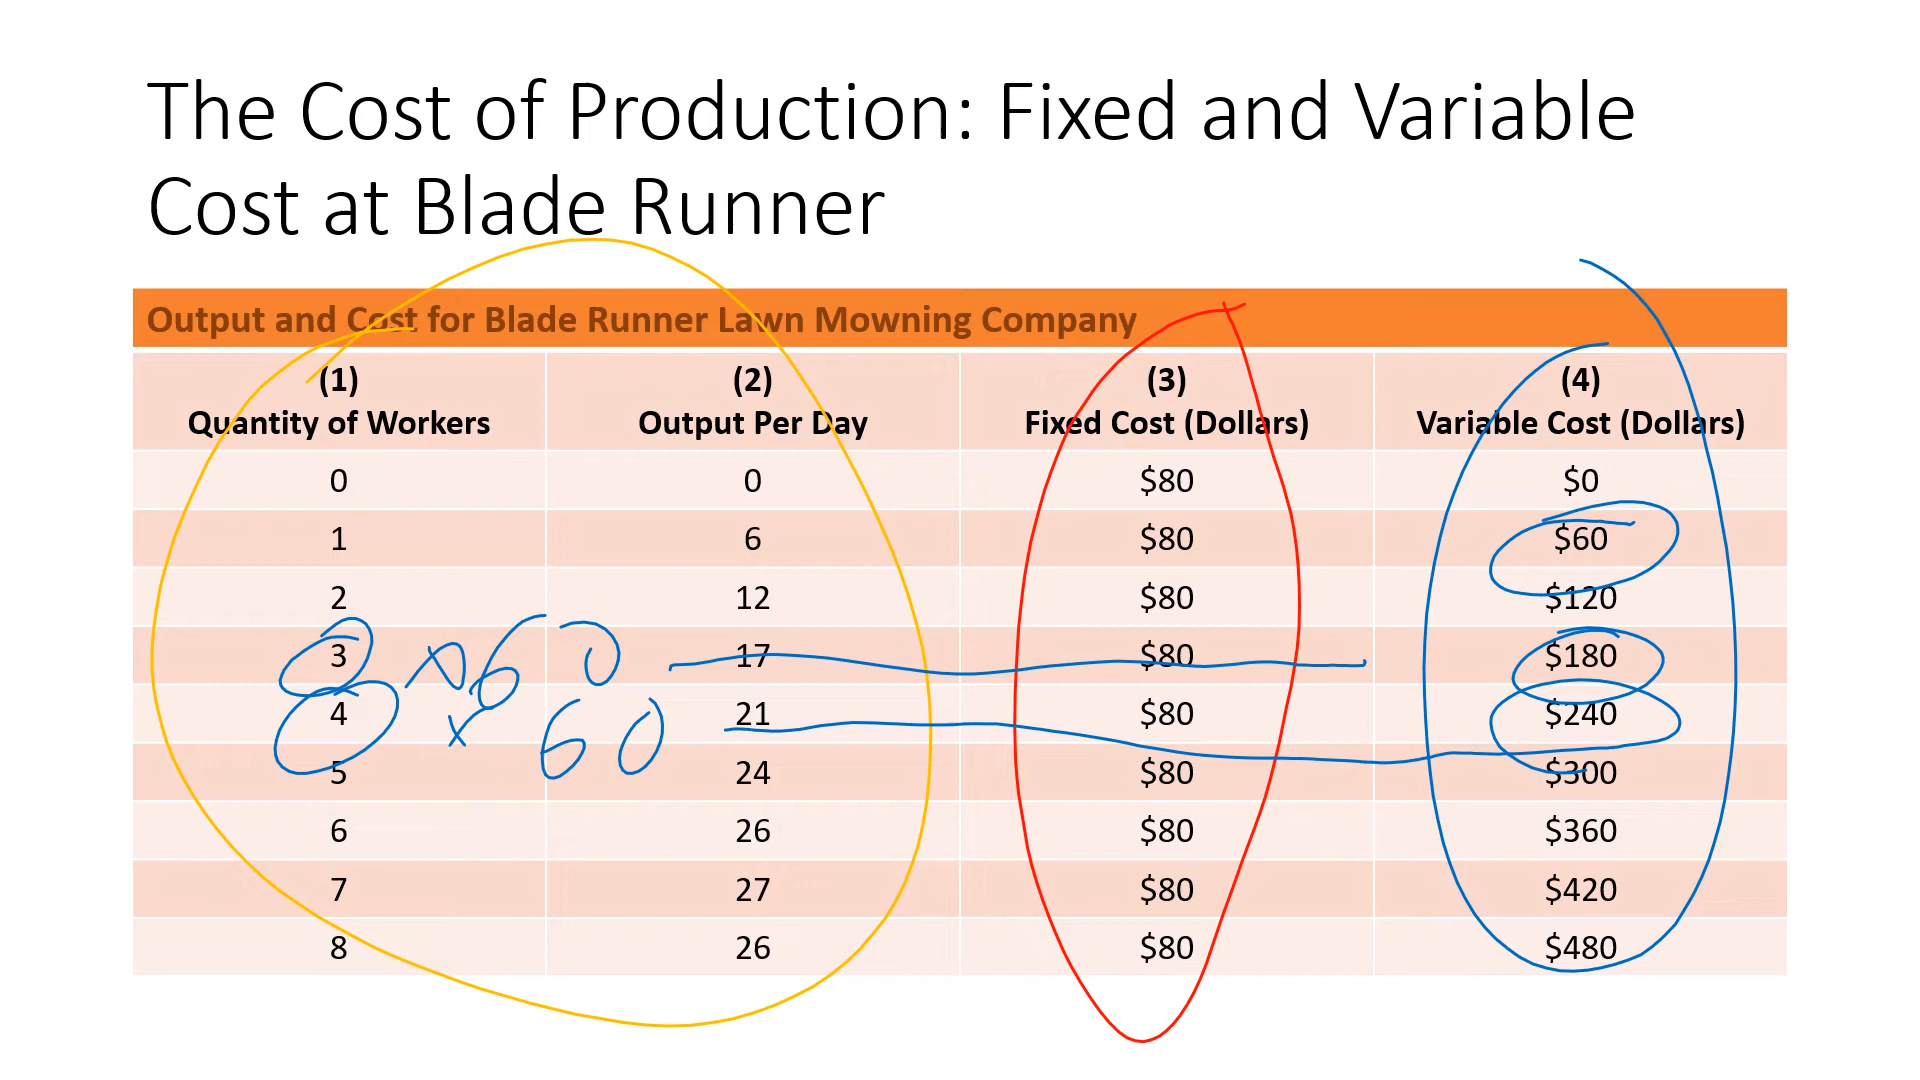 The Cost of Production: Fixed and Variable
Cost at Blade Runner
Output and Cost for Blade Runner Lawn Mowning Company
(1) (2) (3) (4)
Quantity of Workers Output Per Day Fixed Cost (Dollars) Variable Cost (Dollars)
0 0 $80 $0
1 6 $80 $60
2 12 $80 $120
3 x 60 17 $80 $180
4 x 60 21 $80 $240
5 24 $80 $300
6 26 $80 $360
7 27 $80 $420
8 26 $80 $480